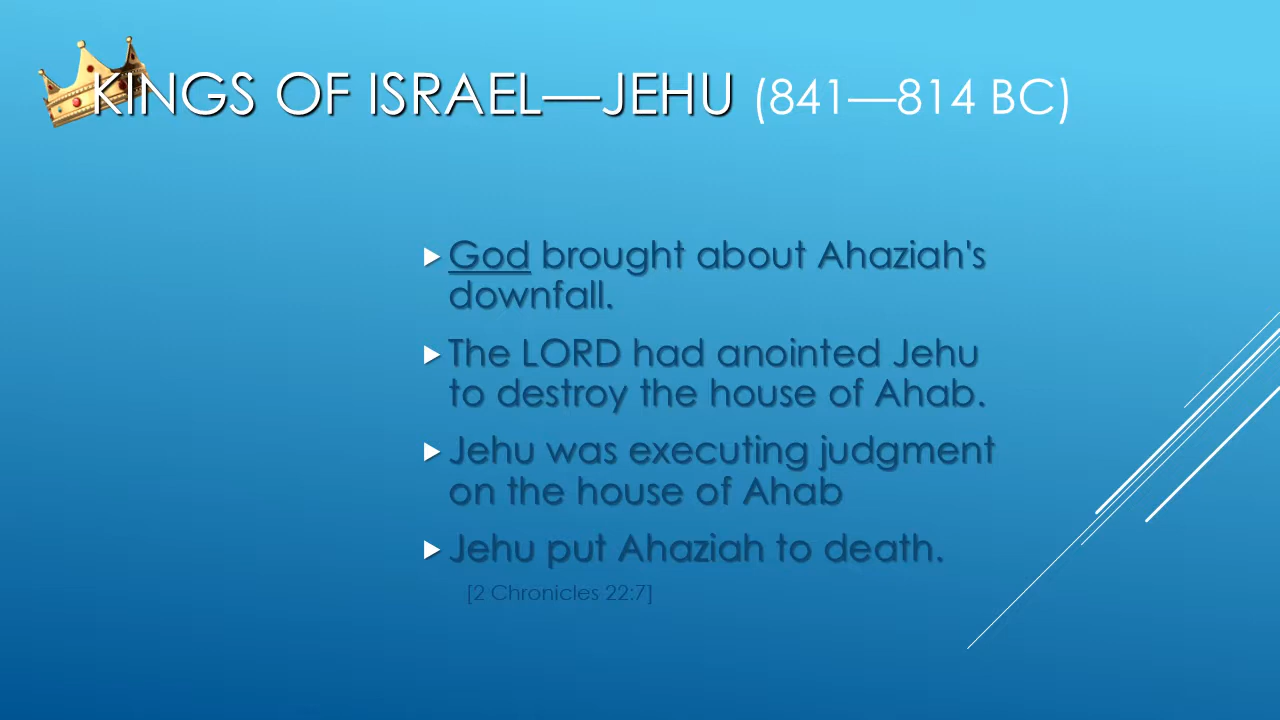 KINGS OF ISRAEL—JEHU (841—814 BC)
God brought about Ahaziah's
downfall.
The LORD had anointed Jehu
to destroy the house of Ahab.
Jehu was executing judgment
on the house of Ahab
Jehu put Ahaziah to death.
[2 Chronicles 22:7]